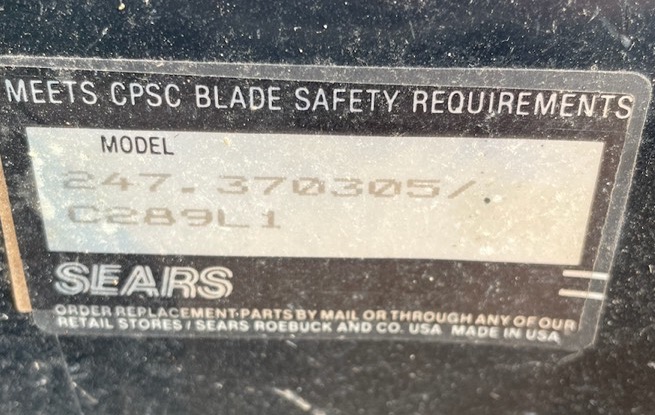 MEETS CPSC BLADE SAFETY REQUIREMENTS
MODEL
247.370305/
C289L1
SEARS
ORDER REPLACEMENT-PARTS BY MAIL OR THROUGH ANY OF OUR
RETAIL STORES / SEARS ROEBUCK AND CO. USA MADE IN USA